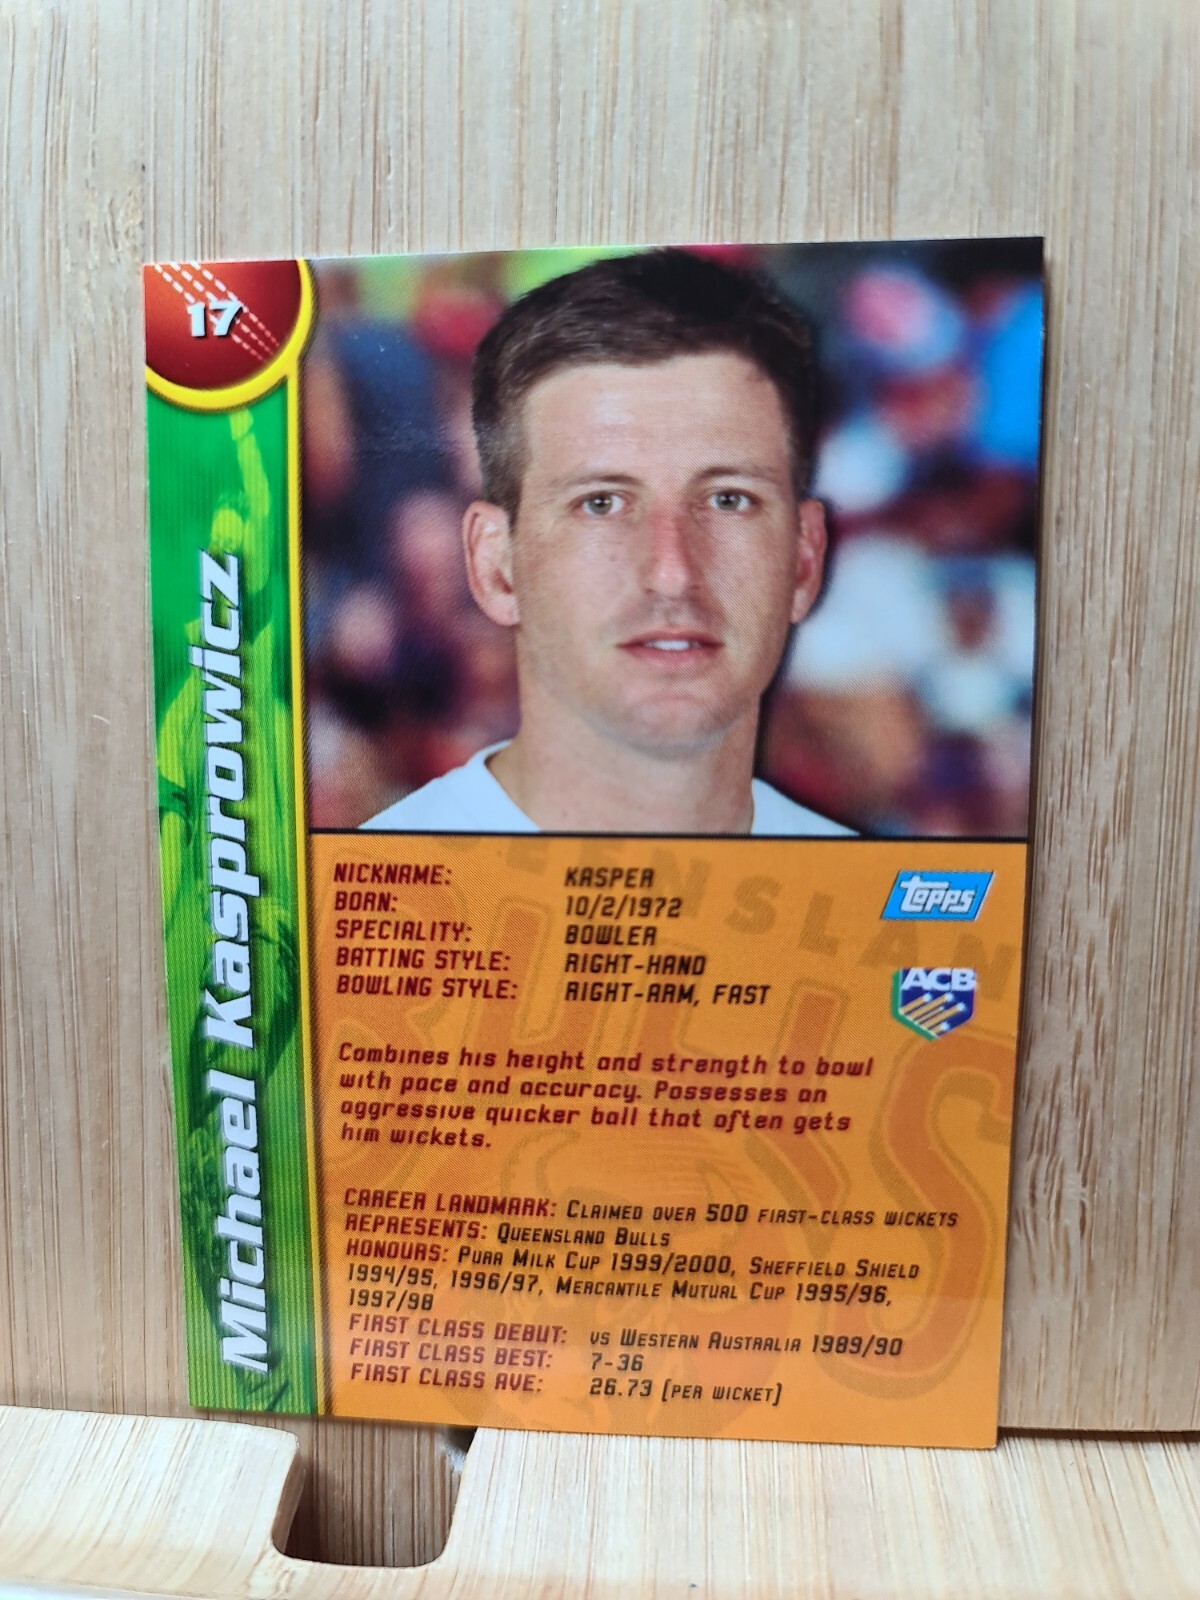 17
Michael Kasprowicz
NICKNAME: KASPER
BORN: 10/2/1972
SPECIALITY: BOWLER
BATTING STYLE: RIGHT-HAND
BOWLING STYLE: RIGHT-ARM, FAST
Topps
ACB
Combines his height and strength to bowl
with pace and accuracy. Possesses an
aggressive quicker ball that often gets
him wickets.
CAREER LANDMARK: CLAIMED OVER 500 FIRST-CLASS WICKETS
REPRESENTS: QUEENSLAND BULLS
HONOURS: PURA MILK CUP 1999/2000, SHEFFIELD SHIELD
1994/95, 1996/97, MERCANTILE MUTUAL CUP 1995/96,
1997/98
FIRST CLASS DEBUT: VS WESTERN AUSTRALIA 1989/90
FIRST CLASS BEST: 7-36
FIRST CLASS AVE: 26.73 (PER WICKET)
QUEENSLAND
BULLS